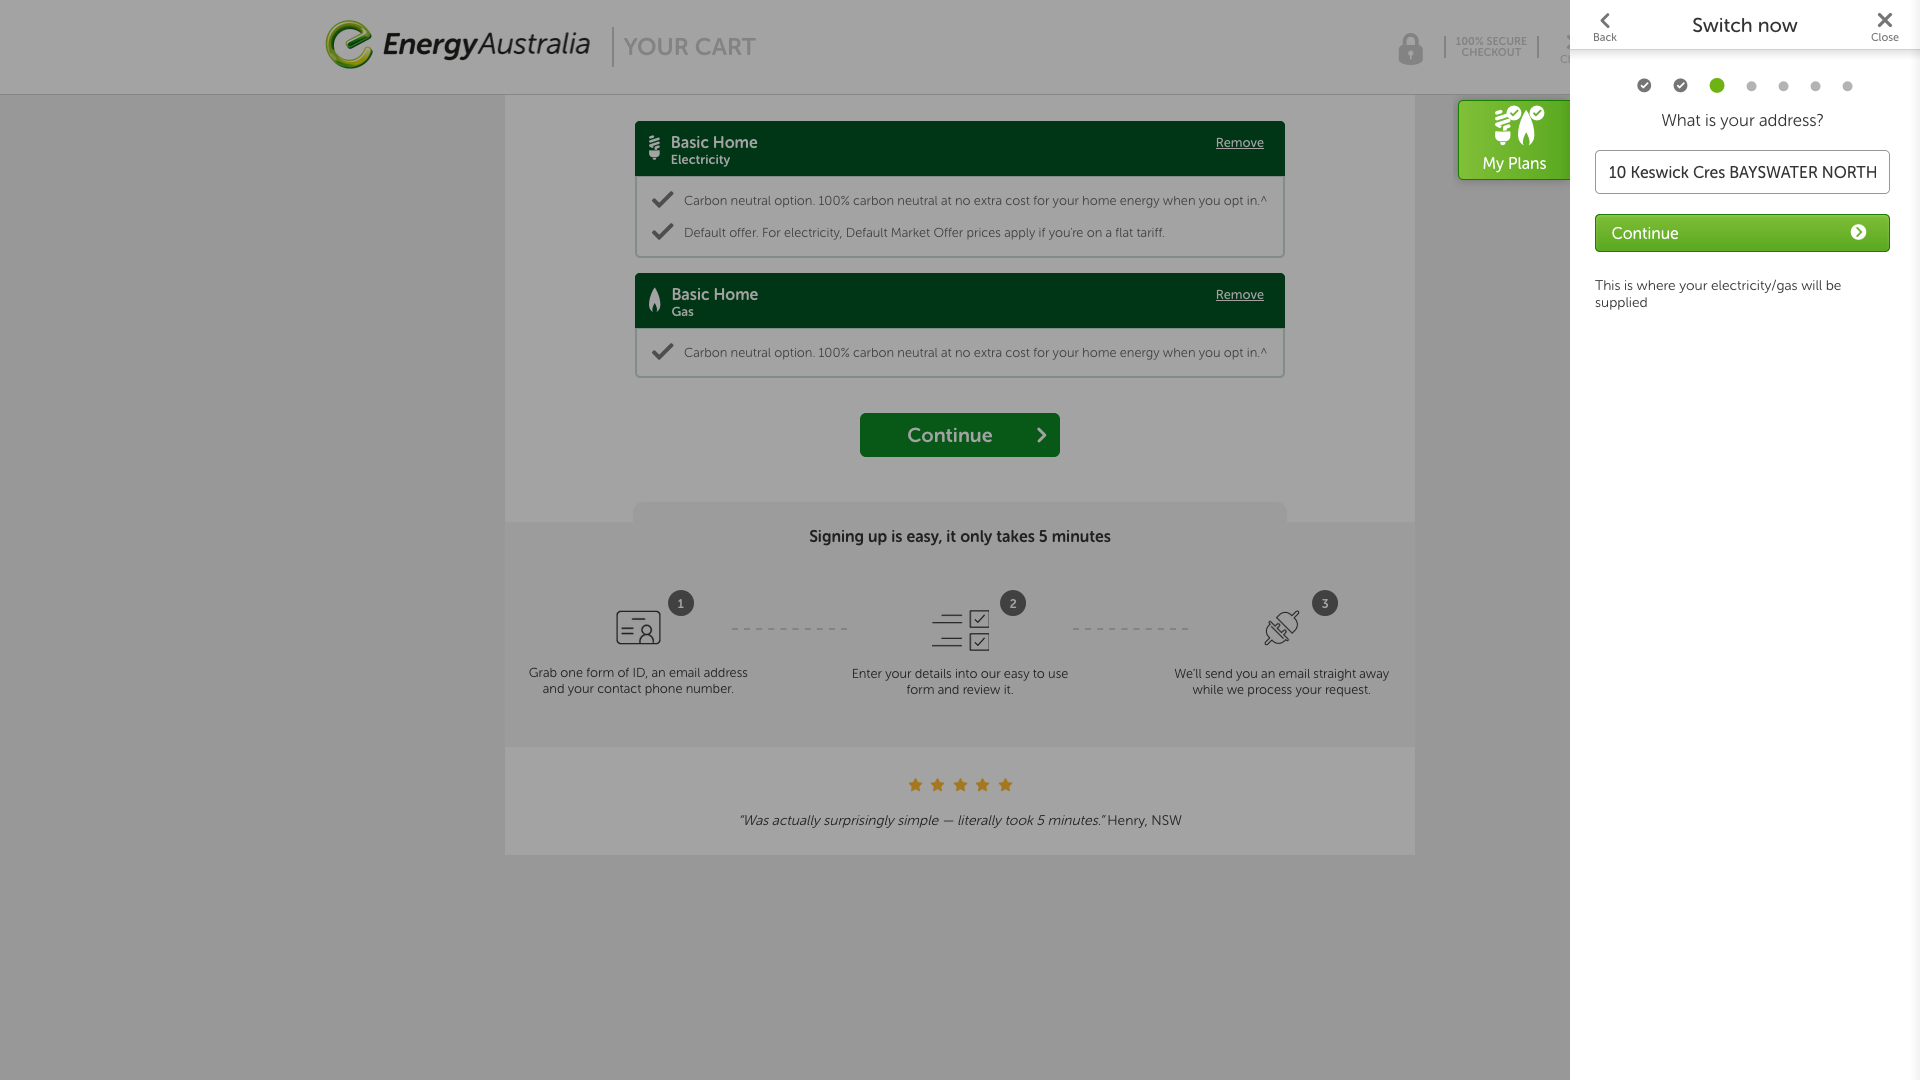 EnergyAustralia
YOUR CART
100% SECURE
CHECKOUT
Basic Home
Electricity
Remove
Carbon neutral option. 100% carbon neutral at no extra cost for your home energy when you opt in.^
Default offer. For electricity, Default Market Offer prices apply if you're on a flat tariff.
Basic Home
Gas
Remove
Carbon neutral option. 100% carbon neutral at no extra cost for your home energy when you opt in.^
Continue
Signing up is easy, it only takes 5 minutes
1
Grab one form of ID, an email address
and your contact phone number.
2
Enter your details into our easy to use
form and review it.
3
We'll send you an email straight away
while we process your request.
"Was actually surprisingly simple — literally took 5 minutes." Henry, NSW
My Plans
Back
Switch now
Close
What is your address?
10 Keswick Cres BAYSWATER NORTH
Continue
This is where your electricity/gas will be
supplied